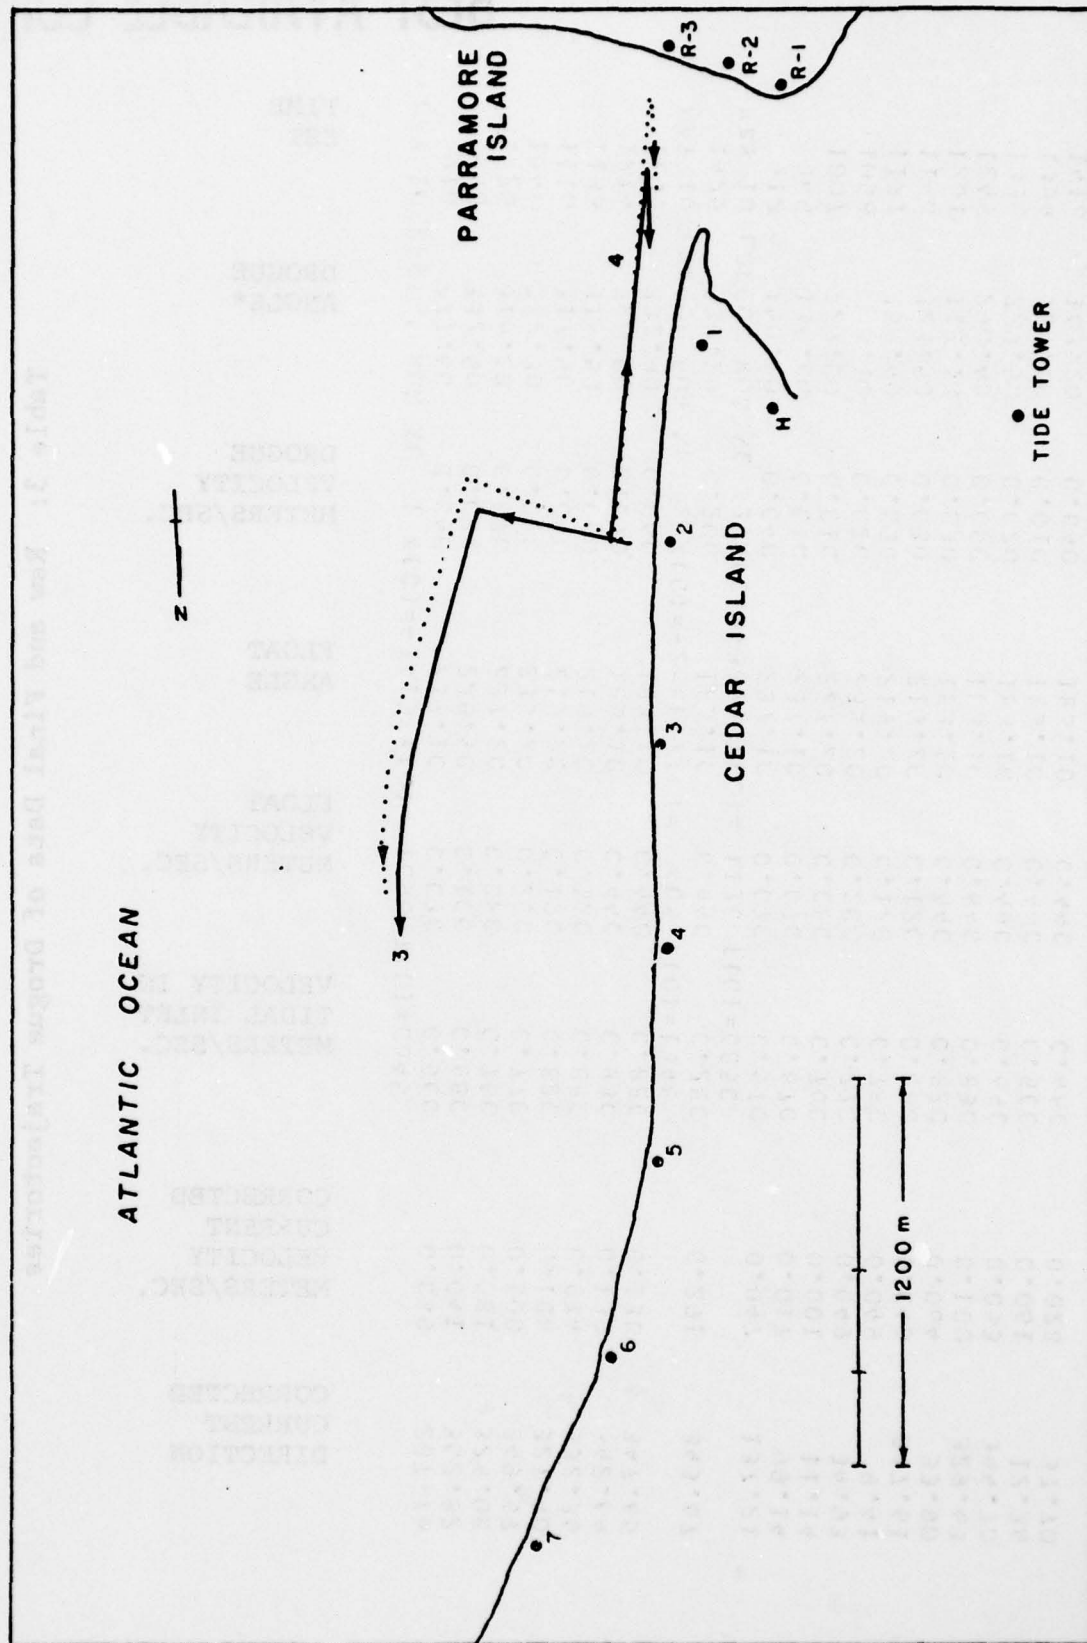 ATLANTIC OCEAN
N
PARRAMORE
ISLAND
3
4
7
6
5
4
3
2
1
H
R-3
R-2
R-1
CEDAR ISLAND
1200 m
TIDE TOWER